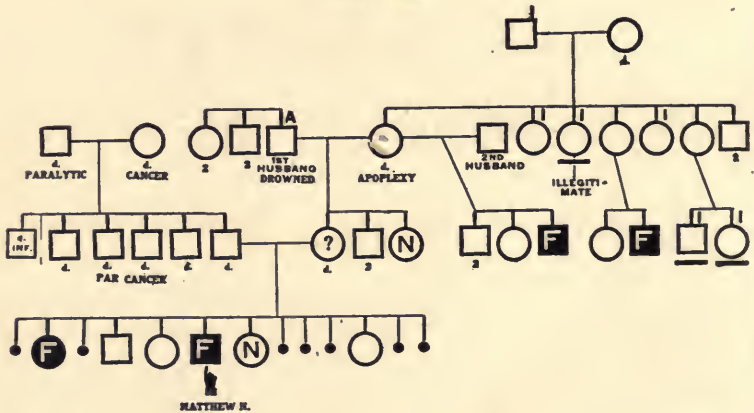 d.
A
d. PARALYTIC
d. CANCER
2
3
1ST HUSBAND DROWNED
d. APOPLEXY
2ND HUSBAND
ILLEGITI-
MATE
2
d. INF.
d.
d.
d.
d.
d.
PAR CANCER
?
d.
3
N
2
F
F
F
F
N
MATTHEW N.